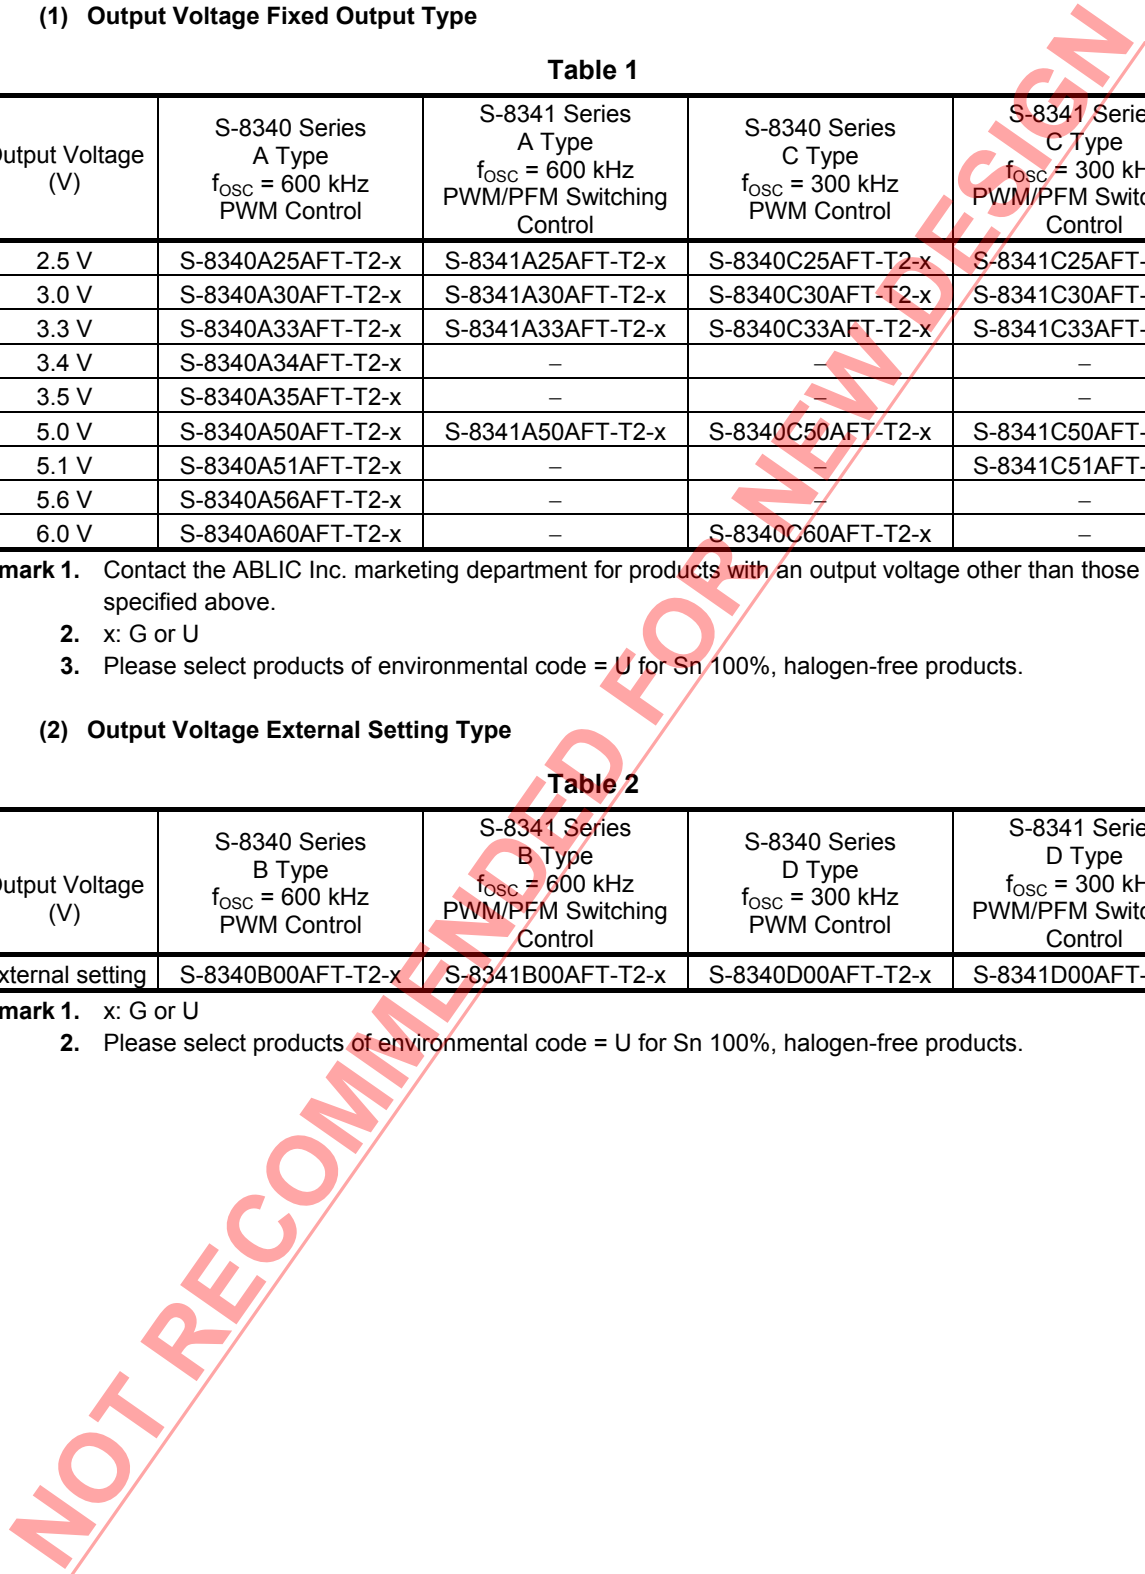 (1) Output Voltage Fixed Output Type
Table 1
utput Voltage (V) | S-8340 Series A Type fOSC = 600 kHz PWM Control | S-8341 Series A Type fOSC = 600 kHz PWM/PFM Switching Control | S-8340 Series C Type fOSC = 300 kHz PWM Control | S-8341 Serie C Type fOSC = 300 kH PWM/PFM Switc Control
2.5 V | S-8340A25AFT-T2-x | S-8341A25AFT-T2-x | S-8340C25AFT-T2-x | S-8341C25AFT-
3.0 V | S-8340A30AFT-T2-x | S-8341A30AFT-T2-x | S-8340C30AFT-T2-x | S-8341C30AFT-
3.3 V | S-8340A33AFT-T2-x | S-8341A33AFT-T2-x | S-8340C33AFT-T2-x | S-8341C33AFT-
3.4 V | S-8340A34AFT-T2-x | – | – | –
3.5 V | S-8340A35AFT-T2-x | – | – | –
5.0 V | S-8340A50AFT-T2-x | S-8341A50AFT-T2-x | S-8340C50AFT-T2-x | S-8341C50AFT-
5.1 V | S-8340A51AFT-T2-x | – | – | S-8341C51AFT-
5.6 V | S-8340A56AFT-T2-x | – | – | –
6.0 V | S-8340A60AFT-T2-x | – | S-8340C60AFT-T2-x | –
mark 1. Contact the ABLIC Inc. marketing department for products with an output voltage other than those
specified above.
2. x: G or U
3. Please select products of environmental code = U for Sn 100%, halogen-free products.
(2) Output Voltage External Setting Type
Table 2
utput Voltage (V) | S-8340 Series B Type fOSC = 600 kHz PWM Control | S-8341 Series B Type fOSC = 600 kHz PWM/PFM Switching Control | S-8340 Series D Type fOSC = 300 kHz PWM Control | S-8341 Serie D Type fOSC = 300 kH PWM/PFM Switc Control
xternal setting | S-8340B00AFT-T2-x | S-8341B00AFT-T2-x | S-8340D00AFT-T2-x | S-8341D00AFT-
mark 1. x: G or U
2. Please select products of environmental code = U for Sn 100%, halogen-free products.
NOT RECOMMENDED FOR NEW DESIGN